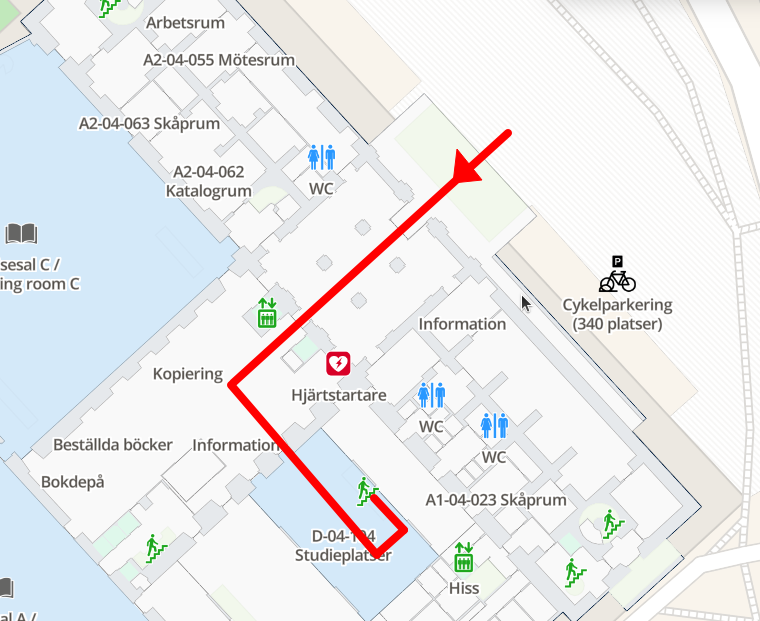 Arbetsrum
A2-04-055 Mötesrum
A2-04-063 Skåprum
A2-04-062
Katalogrum
WC
sesal C /
ing room C
P
Cykelparkering
(340 platser)
Information
Kopiering
Hjärtstartare
WC
Beställda böcker
Information
WC
Bokdepå
A1-04-023 Skåprum
Studieplatser
Hiss
al A /